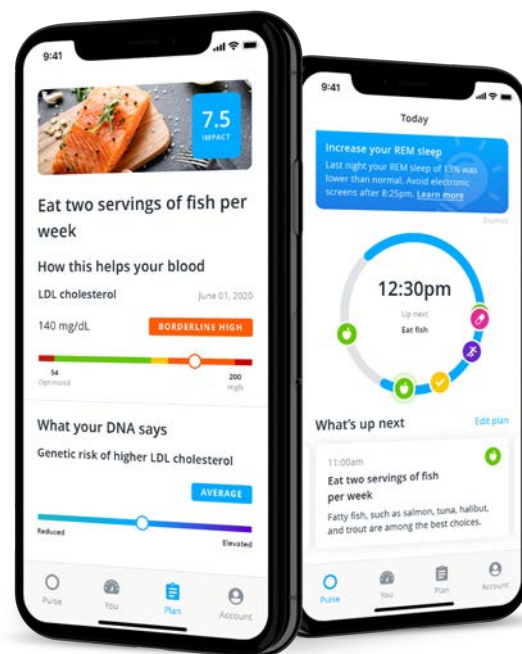 9:41
7.5
IMPACT
Eat two servings of fish per
week
How this helps your blood
LDL cholesterol
June 01, 2020
140 mg/dL
BORDERLINE HIGH
54
Optimized
200
High
What your DNA says
Genetic risk of higher LDL cholesterol
AVERAGE
Reduced
Elevated
Pulse
You
Plan
Account
9:41
Today
Increase your REM sleep
Last night your REM sleep of 13% was
lower than normal. Avoid electronic
screens after 8:25pm. Learn more
Dismiss
12:30pm
Up next
Eat fish
What's up next
Edit plan
11:00am
Eat two servings of fish
per week
Fatty fish, such as salmon, tuna, halibut,
and trout are among the best choices.
Pulse
You
Plan
Account